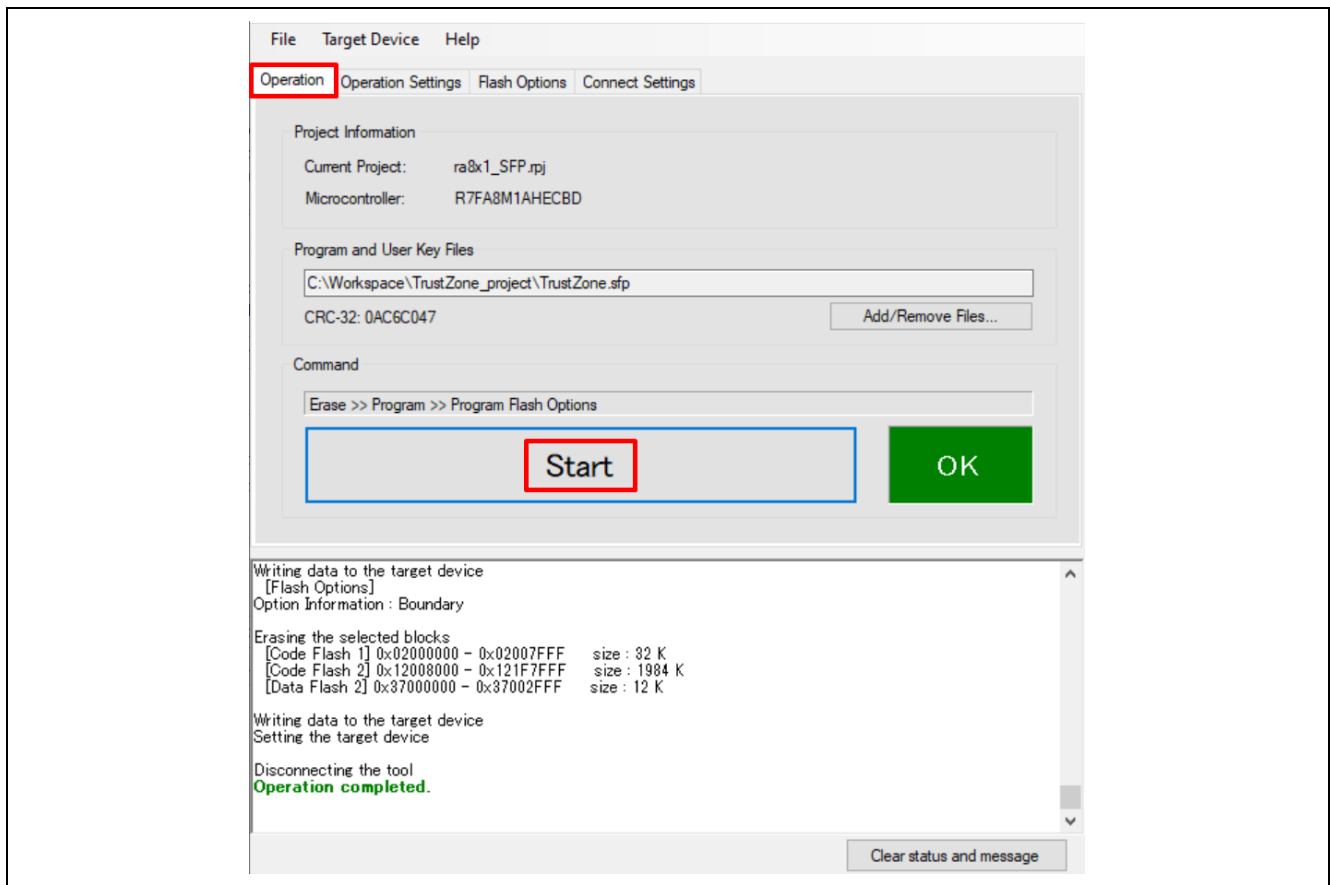 File Target Device Help
Operation Operation Settings Flash Options Connect Settings
Project Information
Current Project: ra8x1_SFP.rpj
Microcontroller: R7FA8M1AHECBD
Program and User Key Files
C:\Workspace\TrustZone_project\TrustZone.sfp
CRC-32: 0AC6C047 Add/Remove Files...
Command
Erase >> Program >> Program Flash Options
Start OK
Writing data to the target device
[Flash Options]
Option Information : Boundary
Erasing the selected blocks
[Code Flash 1] 0x02000000 - 0x02007FFF size : 32 K
[Code Flash 2] 0x12008000 - 0x121F7FFF size : 1984 K
[Data Flash 2] 0x37000000 - 0x37002FFF size : 12 K
Writing data to the target device
Setting the target device
Disconnecting the tool
Operation completed.
Clear status and message